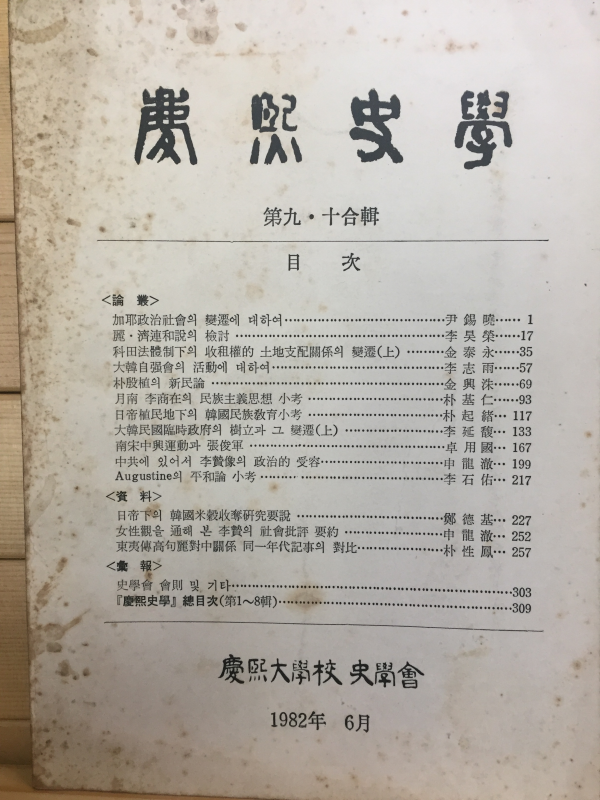 慶熙史學
第九・十合輯
目 次
<論 叢>
加耶政治社會의 變遷에 대하여…………………………尹錫曉…… 1
麗・濟連和說의 檢討…………………………李昊榮……17
科田法體制下의 收租權的 土地支配關係의 變遷(上)……金泰永……35
大韓自强會의 活動에 대하여…………………………李志雨……57
朴殷植의 新民論…………………………金興洙……69
月南 李商在의 民族主義思想 小考…………………朴基仁……93
日帝植民地下의 韓國民族敎育小考…………………朴起緖… 117
大韓民國臨時政府의 樹立과 그 變遷(上)……………李延馥… 133
南宋中興運動과 張俊軍…………………………卓用國… 167
中共에 있어서 李贄像의 政治的 受容…………………申龍澈… 199
Augustine의 平和論 小考…………………………李石佑… 217
<資 料>
日帝下의 韓國米穀收奪硏究要說…………………鄭德基… 227
女性觀을 通해 본 李贄의 社會批評 要約………………申龍澈… 252
東夷傳高句麗對中關係 同一年代記事의 對比…………朴性鳳… 257
<彙 報>
史學會 會則 및 기타…………………………303
『慶熙史學』總目次(第1～8輯)…………………………309
慶熙大學校 史學會
1982年 6月